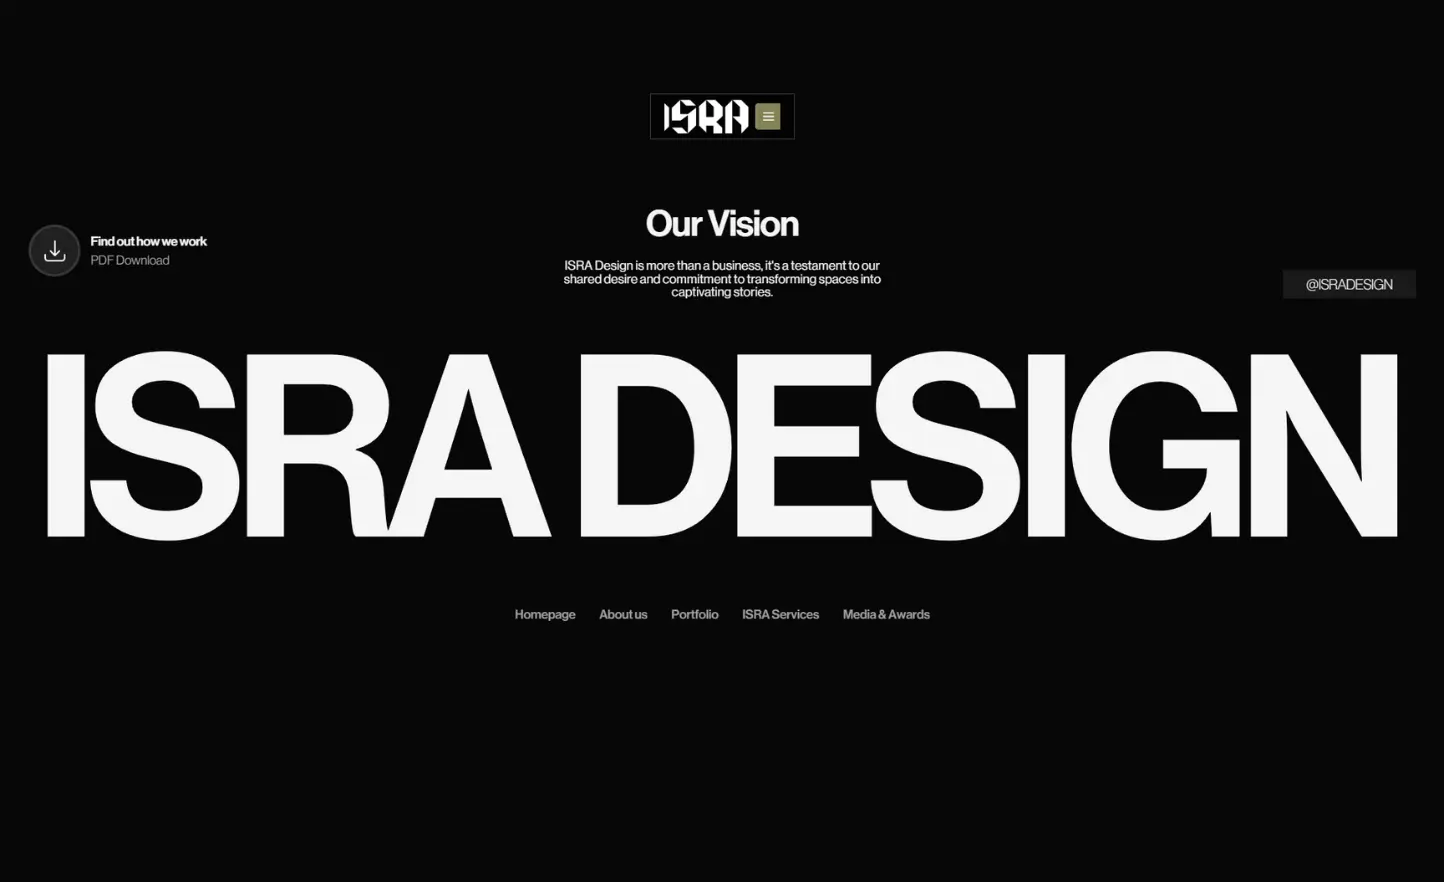 ISRA
Our Vision
Find out how we work
PDF Download
ISRA Design is more than a business, it's a testament to our
shared desire and commitment to transforming spaces into
captivating stories.
@ISRADESIGN
ISRA DESIGN
Homepage About us Portfolio ISRA Services Media & Awards